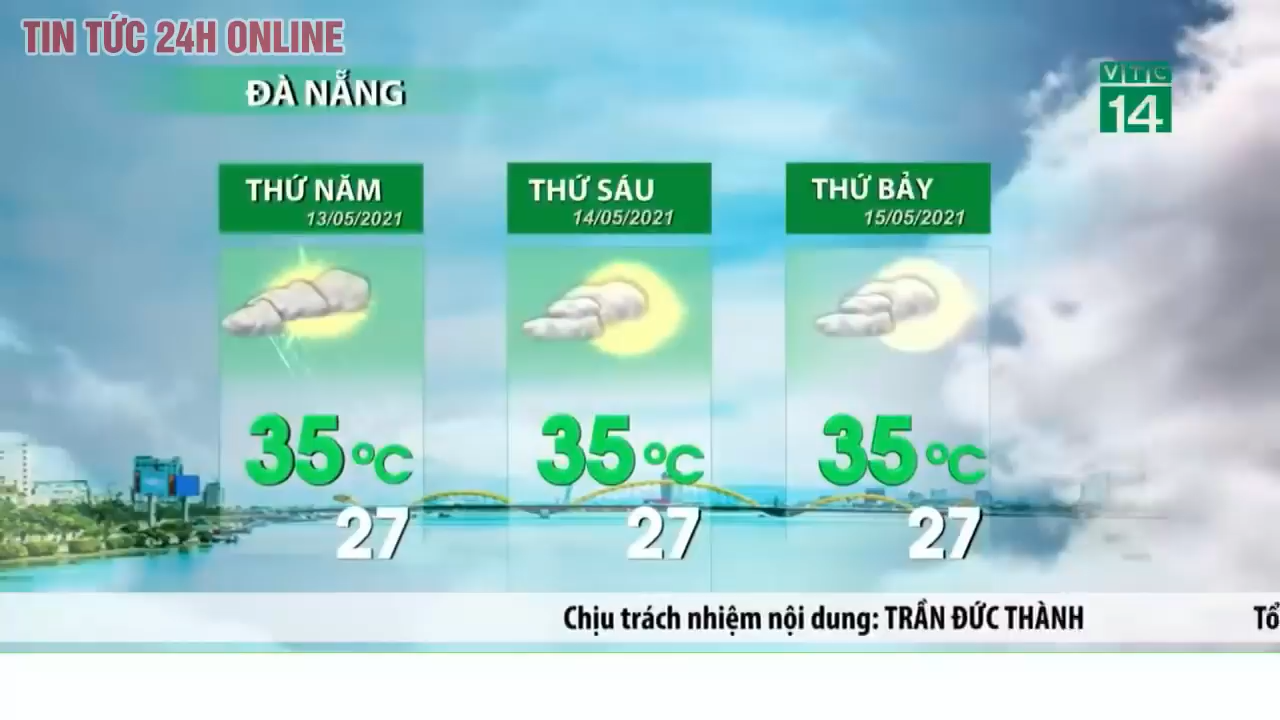 TIN TỨC 24H ONLINE
ĐÀ NẴNG
VTC
14
THỨ NĂM
13/05/2021
THỨ SÁU
14/05/2021
THỨ BẢY
15/05/2021
35°C
35°C
35°C
27
27
27
Chịu trách nhiệm nội dung: TRẦN ĐỨC THÀNH
Tổ